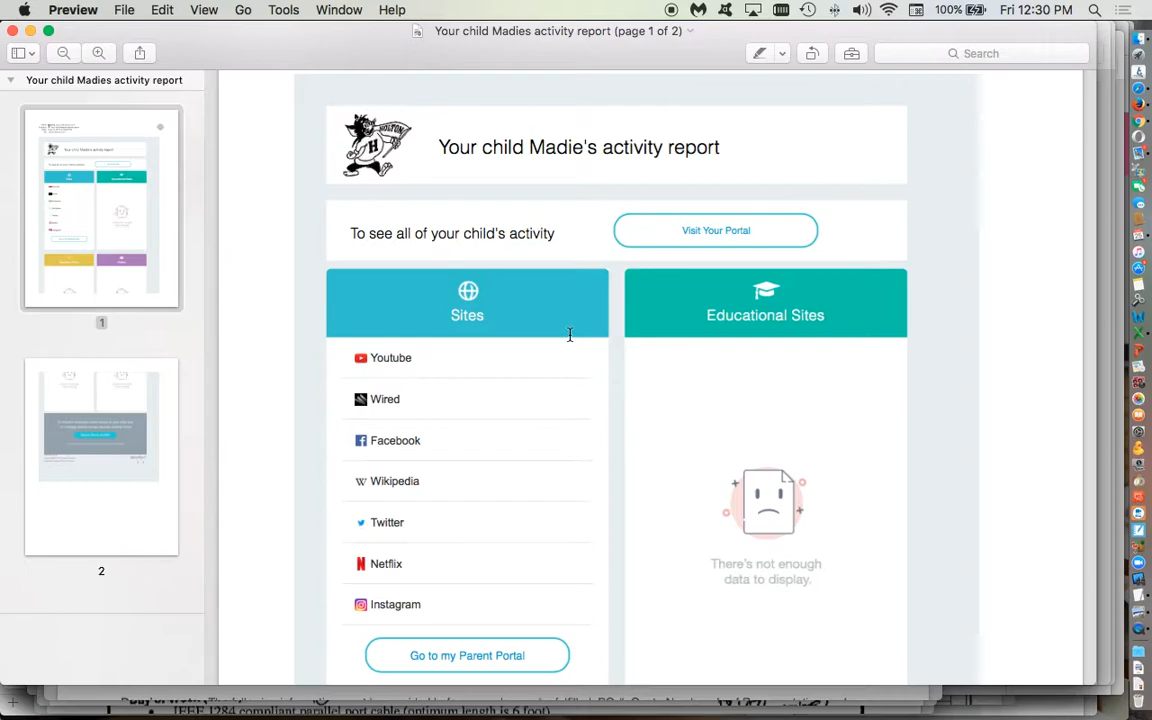 Preview File Edit View Go Tools Window Help 100% Fri 12:30 PM
Your child Madies activity report (page 1 of 2)
Search
Your child Madies activity report
1
2
HOLTON
H
Your child Madie's activity report
To see all of your child's activity
Visit Your Portal
Sites
Youtube
Wired
Facebook
Wikipedia
Twitter
Netflix
Instagram
Go to my Parent Portal
Educational Sites
There's not enough
data to display.
IEEE 1284 compliant parallel port cable (optimum length is 6 foot)